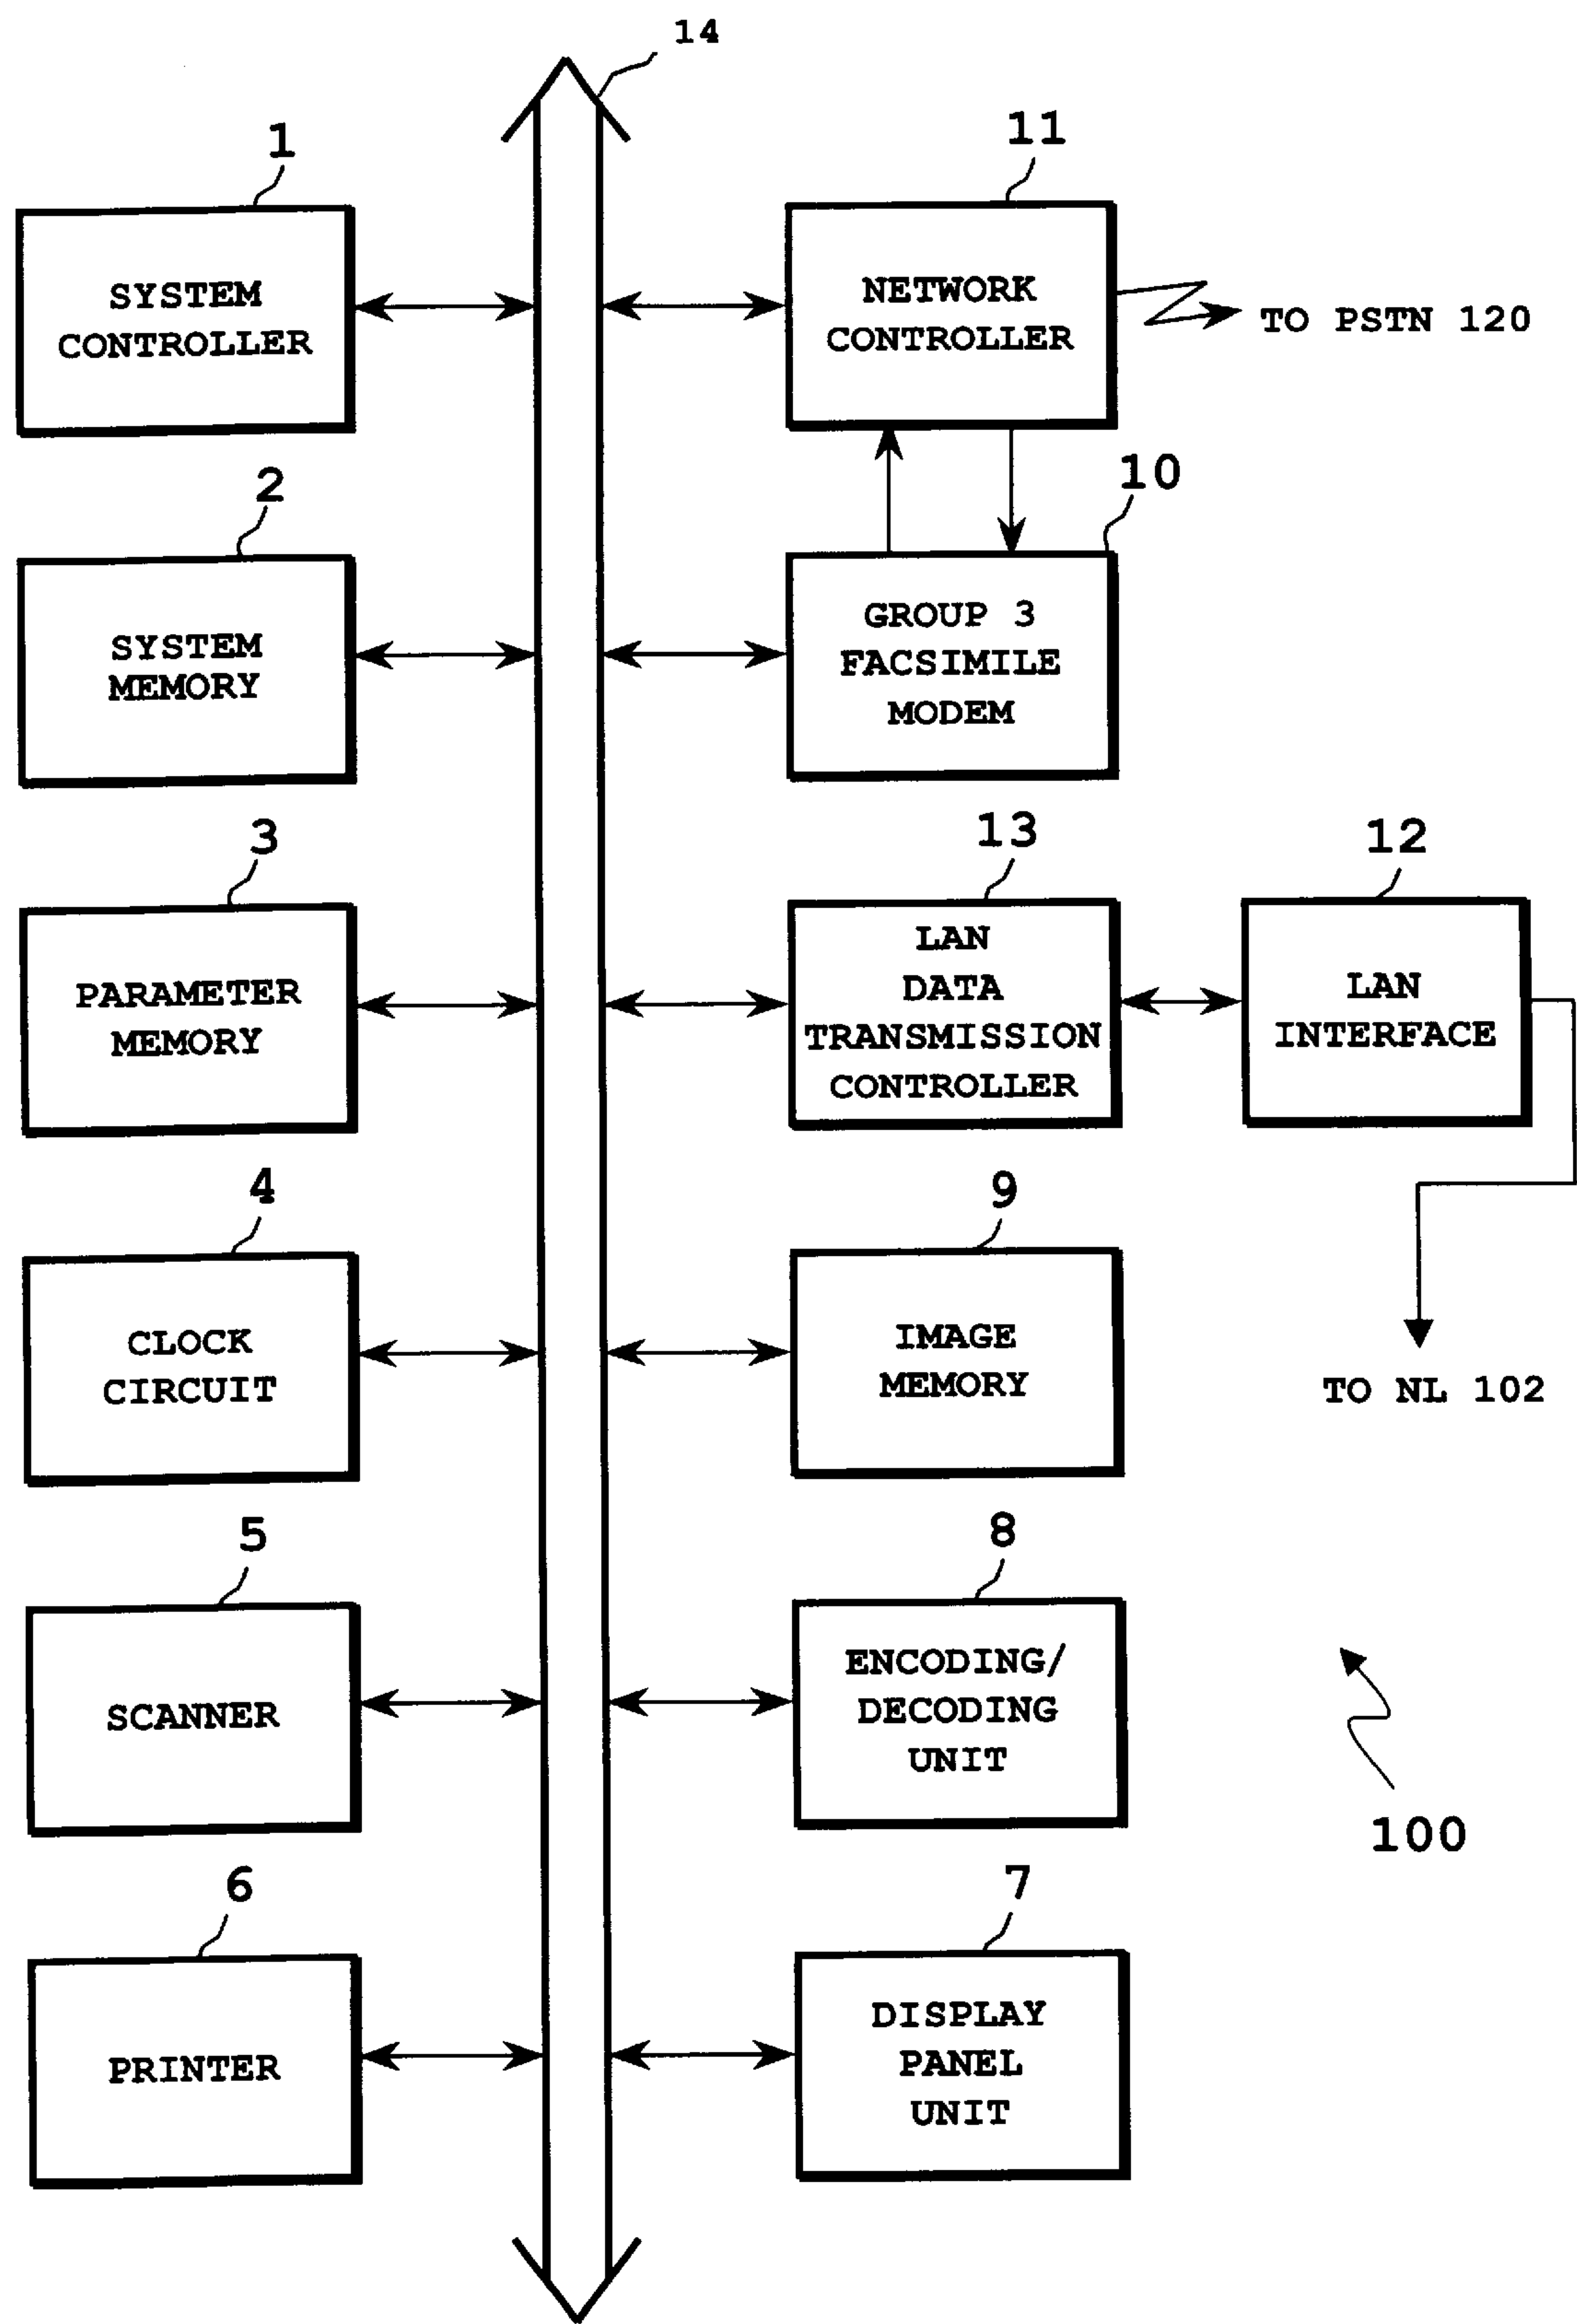 14
1
SYSTEM
CONTROLLER
11
NETWORK
CONTROLLER
TO PSTN 120
2
SYSTEM
MEMORY
10
GROUP 3
FACSIMILE
MODEM
3
PARAMETER
MEMORY
13
LAN
DATA
TRANSMISSION
CONTROLLER
12
LAN
INTERFACE
TO NL 102
4
CLOCK
CIRCUIT
9
IMAGE
MEMORY
5
SCANNER
8
ENCODING/
DECODING
UNIT
100
6
PRINTER
7
DISPLAY
PANEL
UNIT